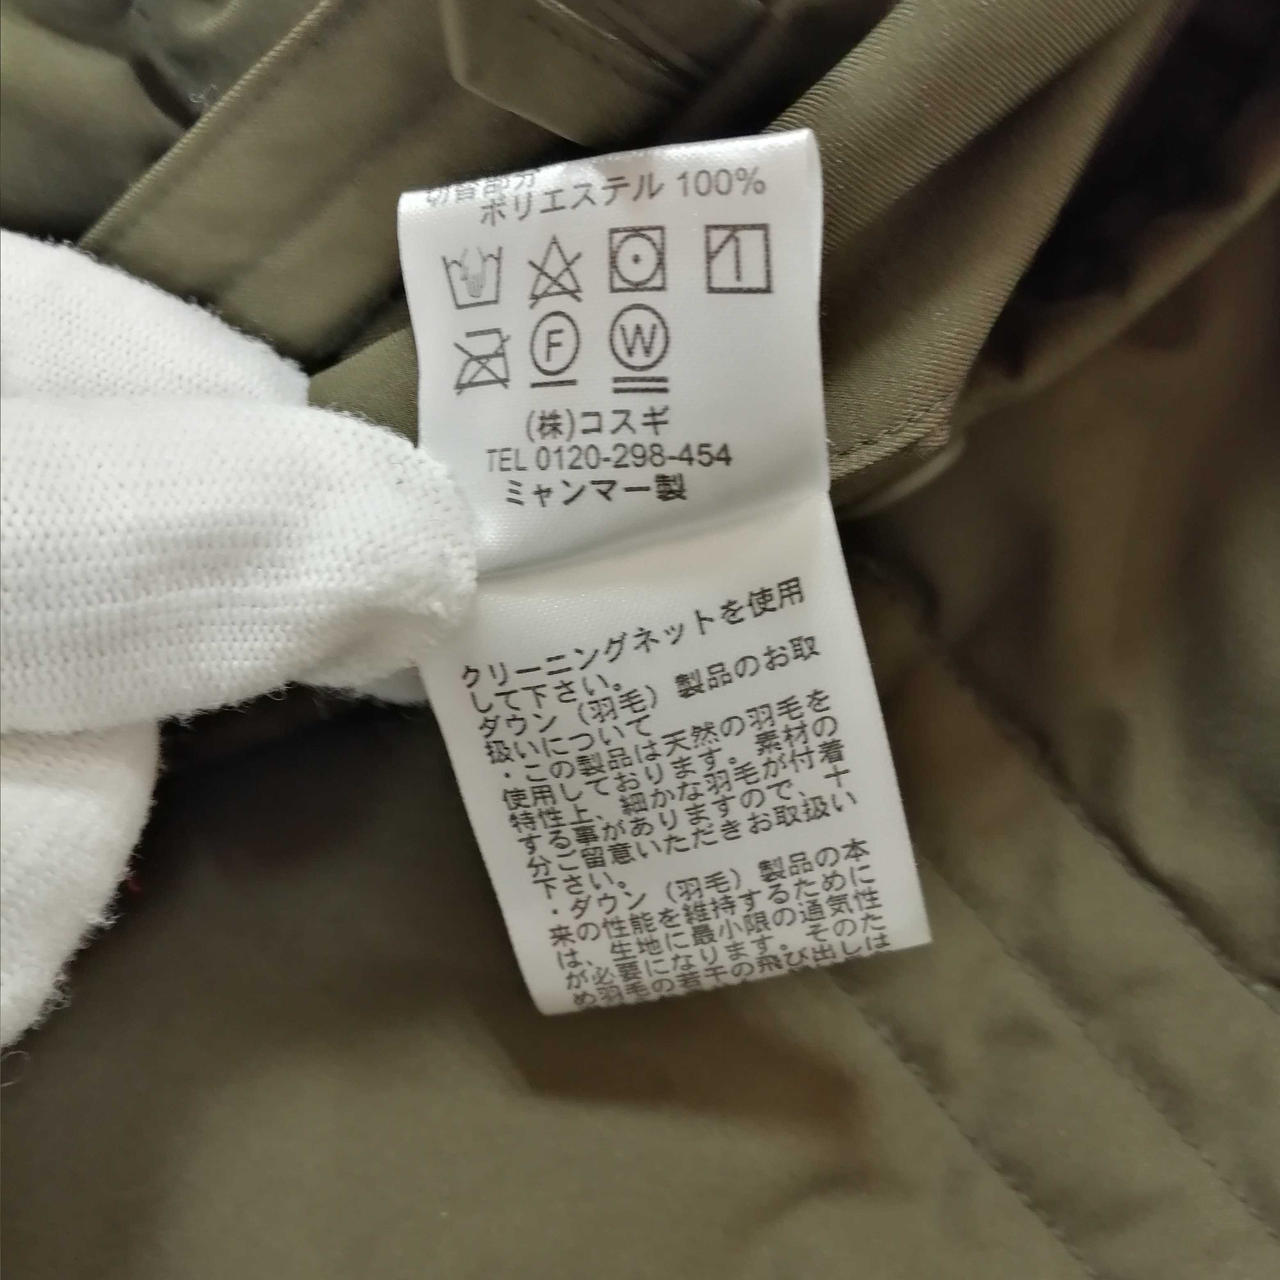 切替部分
ポリエステル 100%
F W
(株)コスギ
TEL 0120-298-454
ミャンマー製
クリーニングネットを使用
して下さい。
ダウン（羽毛）製品のお取
扱いについて
・この製品は天然の羽毛を
使用しております。素材の
特性上、細かな羽毛が付着
する事がありますので、十
分ご留意いただきお取扱い
下さい。
・ダウン（羽毛）製品の本
来の性能を維持するために
は、生地に最小限の通気性
が必要になります。そのた
め羽毛の若干の飛び出しは